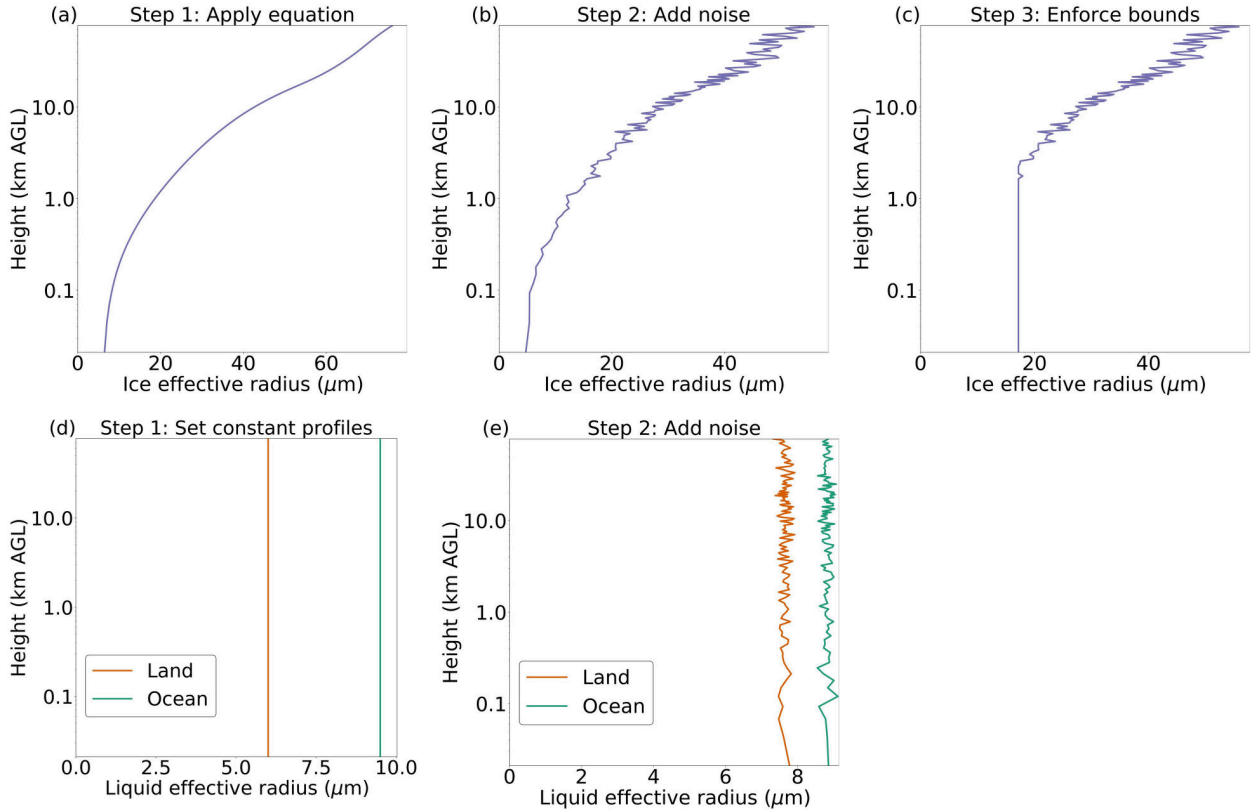 (a) Step 1: Apply equation
Height (km AGL)
10.0
1.0
0.1
0 20 40 60
Ice effective radius (μm)
(b) Step 2: Add noise
Height (km AGL)
10.0
1.0
0.1
0 20 40
Ice effective radius (μm)
(c) Step 3: Enforce bounds
Height (km AGL)
10.0
1.0
0.1
0 20 40
Ice effective radius (μm)
(d) Step 1: Set constant profiles
Height (km AGL)
10.0
1.0
0.1
Land
Ocean
0.0 2.5 5.0 7.5 10.0
Liquid effective radius (μm)
(e) Step 2: Add noise
Height (km AGL)
10.0
1.0
0.1
Land
Ocean
0 2 4 6 8
Liquid effective radius (μm)